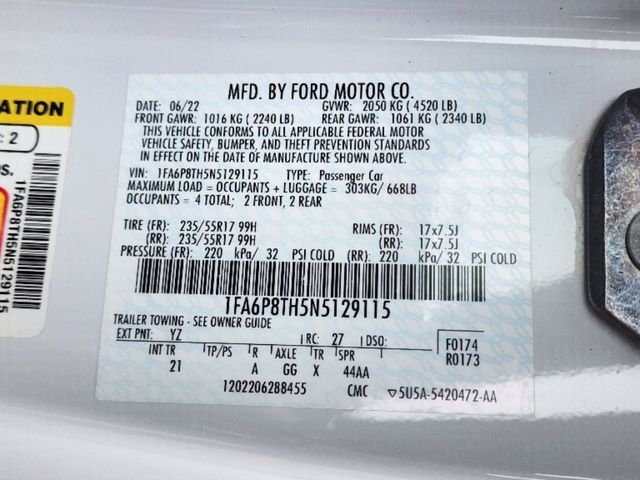 MFD. BY FORD MOTOR CO.
DATE: 06/22 GVWR: 2050 KG ( 4520 LB)
FRONT GAWR: 1016 KG ( 2240 LB) REAR GAWR: 1061 KG ( 2340 LB)
THIS VEHICLE CONFORMS TO ALL APPLICABLE FEDERAL MOTOR
VEHICLE SAFETY, BUMPER, AND THEFT PREVENTION STANDARDS
IN EFFECT ON THE DATE OF MANUFACTURE SHOWN ABOVE.
VIN: 1FA6P8TH5N5129115 TYPE: Passenger Car
MAXIMUM LOAD = OCCUPANTS + LUGGAGE = 303KG/ 668LB
OCCUPANTS = 4 TOTAL; 2 FRONT, 2 REAR
TIRE (FR): 235/55R17 99H RIMS (FR): 17x7.5J
(RR): 235/55R17 99H (RR): 17x7.5J
PRESSURE (FR): 220 kPa/ 32 PSI COLD (RR): 220 kPa/ 32 PSI COLD
1FA6P8TH5N5129115
TRAILER TOWING - SEE OWNER GUIDE
EXT PNT: YZ RC: 27 DSO: F0174
INT TR TP/PS R AXLE TR SPR R0173
21 A GG X 44AA
1202206288455 CMC ▽5U5A-5420472-AA
ATION
: 2
1FA6P8TH5N5129115